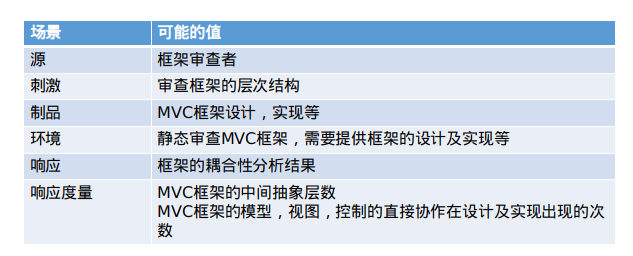 场景 可能的值
源 框架审查者
刺激 审查框架的层次结构
制品 MVC框架设计，实现等
环境 静态审查MVC框架，需要提供框架的设计及实现等
响应 框架的耦合性分析结果
响应度量 MVC框架的中间抽象层数
MVC框架的模型，视图，控制的直接协作在设计及实现出现的次
数